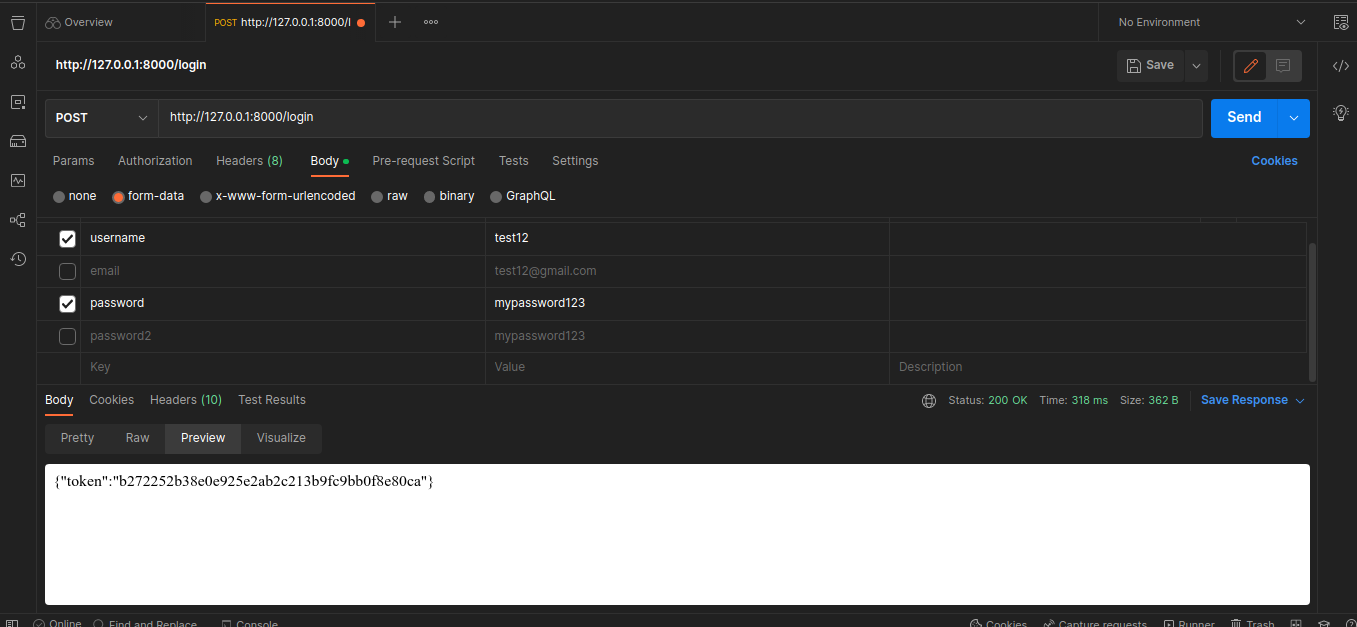 Overview
POST http://127.0.0.1:8000/l
No Environment
http://127.0.0.1:8000/login
Save
POST http://127.0.0.1:8000/login Send
Params Authorization Headers (8) Body Pre-request Script Tests Settings Cookies
none form-data x-www-form-urlencoded raw binary GraphQL
username test12
email test12@gmail.com
password mypassword123
password2 mypassword123
Key Value Description
Body Cookies Headers (10) Test Results Status: 200 OK Time: 318 ms Size: 362 B Save Response
Pretty Raw Preview Visualize
{"token":"b272252b38e0e925e2ab2c213b9fc9bb0f8e80ca"}
Online Find and Replace Console Cookies Capture requests Runner Trash